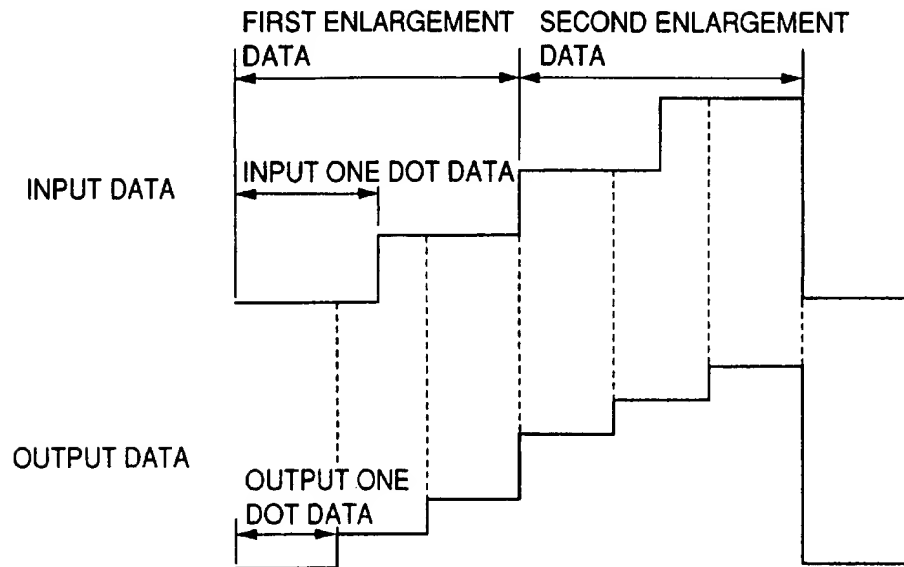 FIRST ENLARGEMENT
DATA
SECOND ENLARGEMENT
DATA
INPUT DATA
INPUT ONE DOT DATA
OUTPUT DATA
OUTPUT ONE
DOT DATA